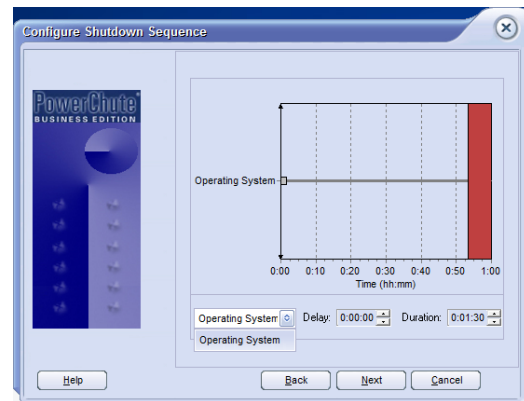 Configure Shutdown Sequence
PowerChute
BUSINESS EDITION
Operating System
0:00 0:10 0:20 0:30 0:40 0:50 1:00
Time (hh:mm)
Operating System Delay: 0:00:00 Duration: 0:01:30
Operating System
Help Back Next Cancel